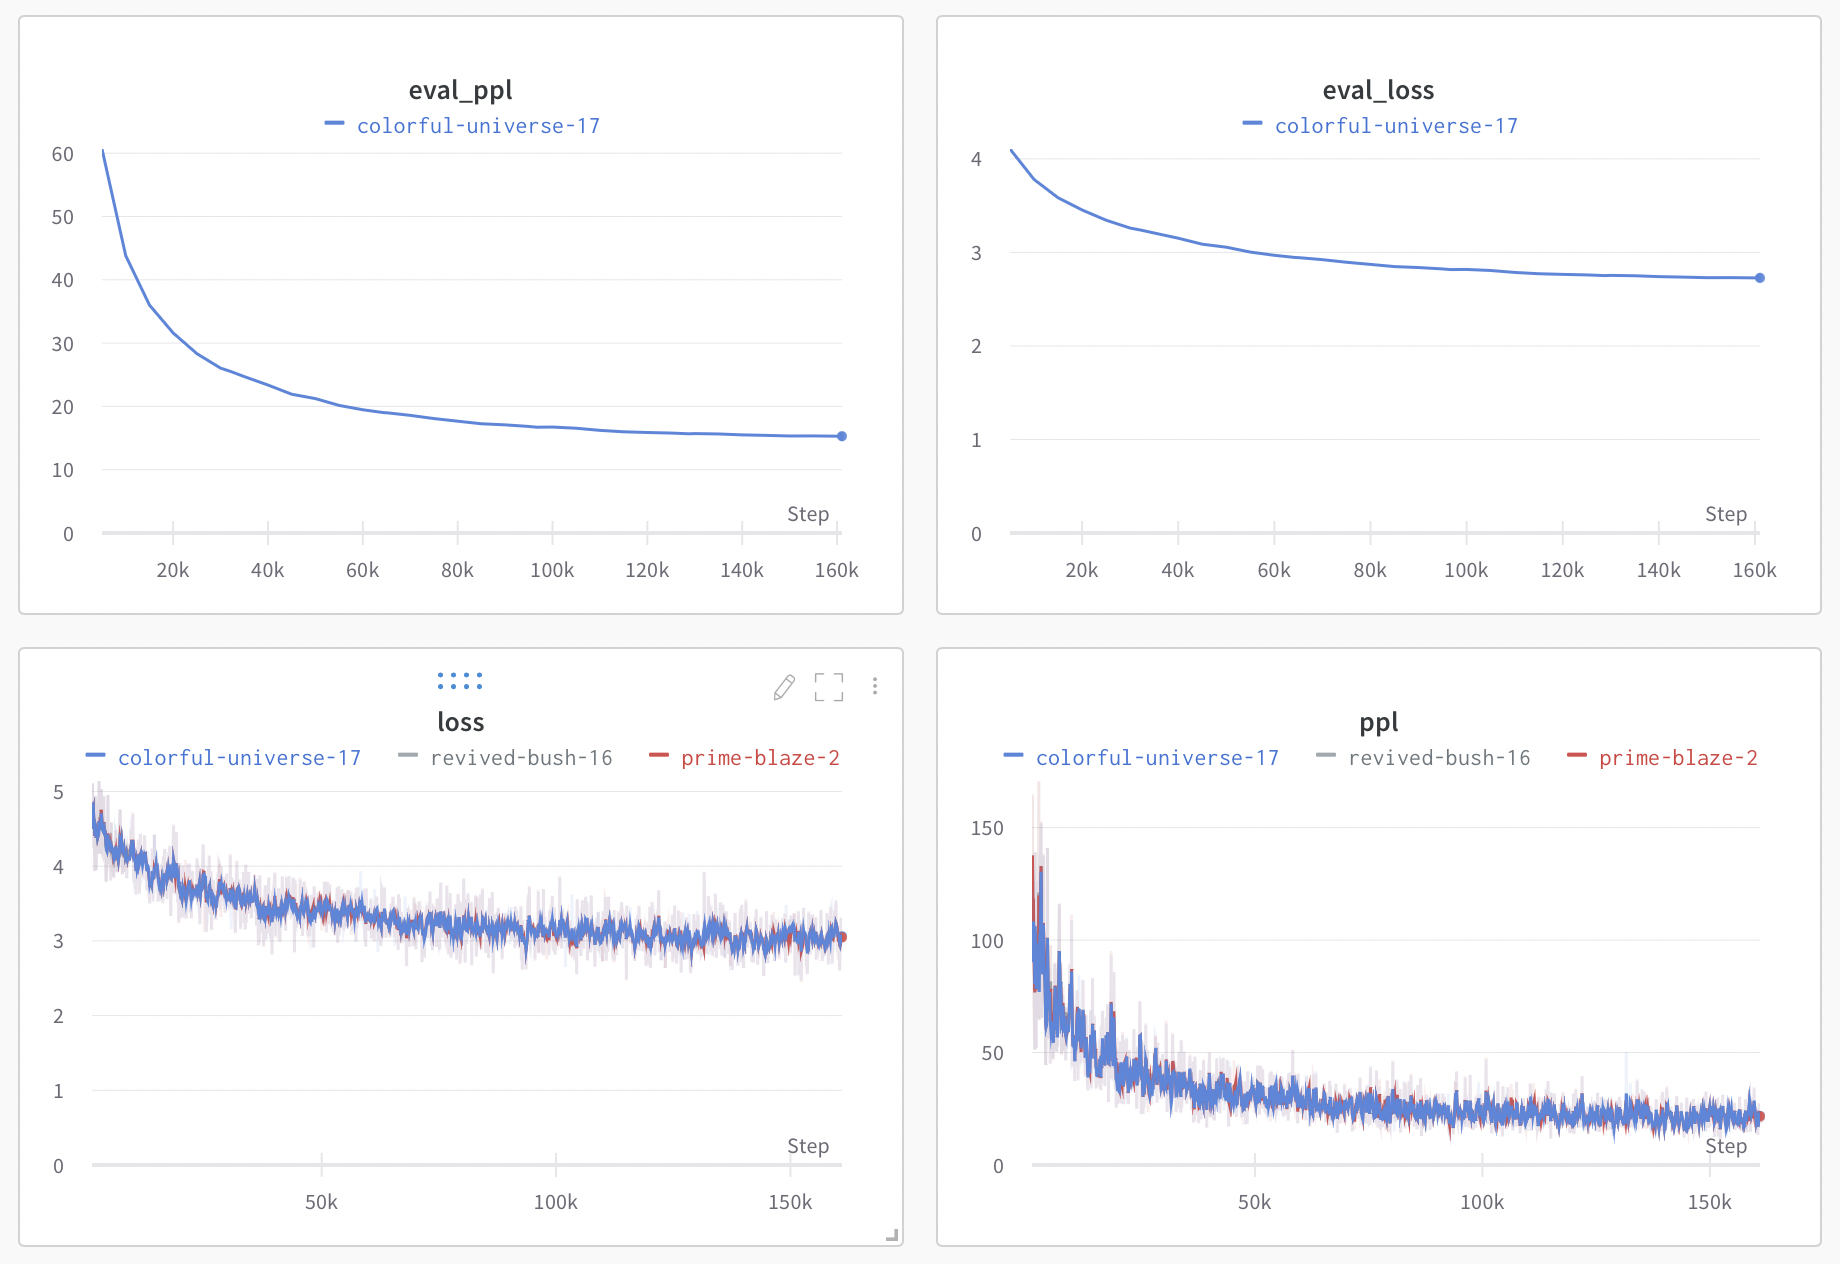 eval_ppl
colorful-universe-17
60
50
40
30
20
10
0
Step
20k 40k 60k 80k 100k 120k 140k 160k
eval_loss
colorful-universe-17
4
3
2
1
0
Step
20k 40k 60k 80k 100k 120k 140k 160k
loss
colorful-universe-17 revived-bush-16 prime-blaze-2
5
4
3
2
1
0
Step
50k 100k 150k
ppl
colorful-universe-17 revived-bush-16 prime-blaze-2
150
100
50
0
Step
50k 100k 150k